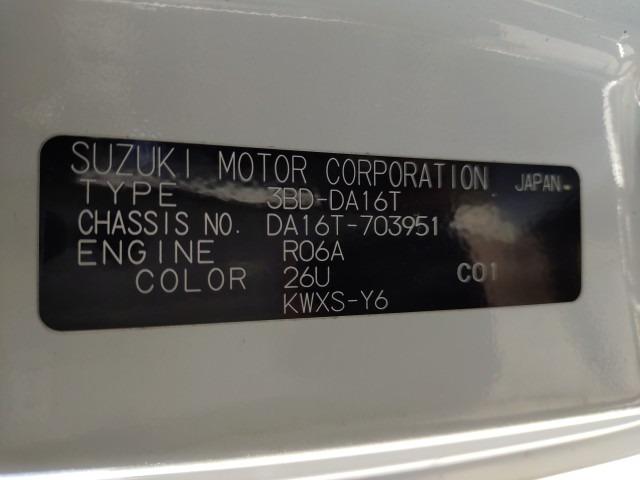 SUZUKI MOTOR CORPORATION JAPAN
TYPE 3BD-DA16T
CHASSIS NO. DA16T-703951
ENGINE R06A
COLOR 26U C01
KWXS-Y6